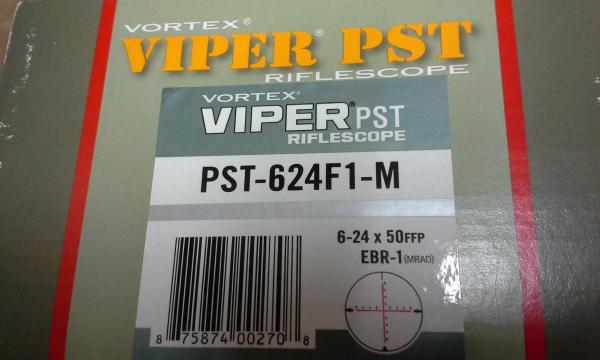 VORTEX®
VIPER® PST
RIFLESCOPE
VORTEX®
VIPER® PST
RIFLESCOPE
PST-624F1-M
6-24 x 50FFP
EBR-1(MRAD)
8 75874 00270 8